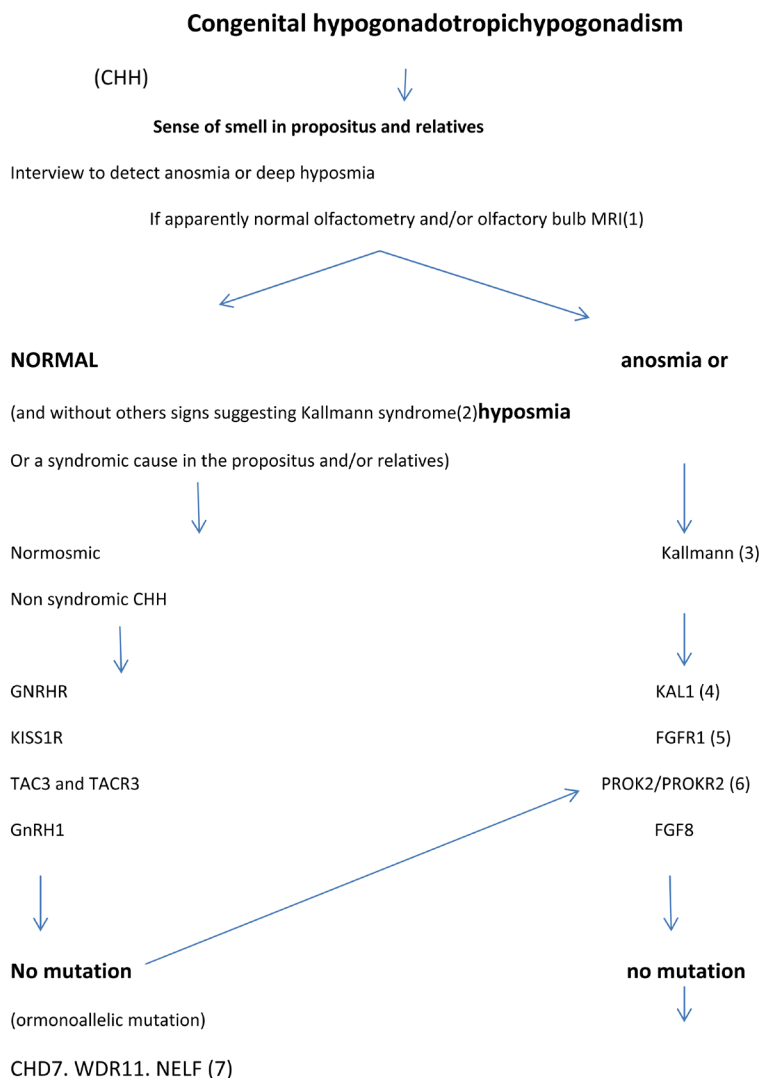 Congenital hypogonadotropichypogonadism
(CHH)
Sense of smell in propositus and relatives
Interview to detect anosmia or deep hyposmia
If apparently normal olfactometry and/or olfactory bulb MRI(1)
NORMAL anosmia or
(and without others signs suggesting Kallmann syndrome(2)hyposmia
Or a syndromic cause in the propositus and/or relatives)
Normosmic Kallmann (3)
Non syndromic CHH
GNRHR KAL1 (4)
KISS1R FGFR1 (5)
TAC3 and TACR3 PROK2/PROKR2 (6)
GnRH1 FGF8
No mutation no mutation
(ormonoallelic mutation)
CHD7. WDR11. NELF (7)